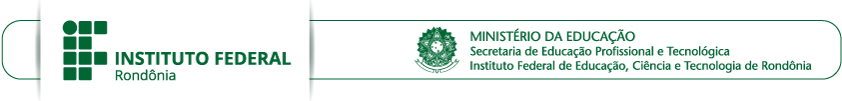 INSTITUTO FEDERAL
Rondônia
MINISTÉRIO DA EDUCAÇÃO
Secretaria de Educação Profissional e Tecnológica
Instituto Federal de Educação, Ciência e Tecnologia de Rondônia